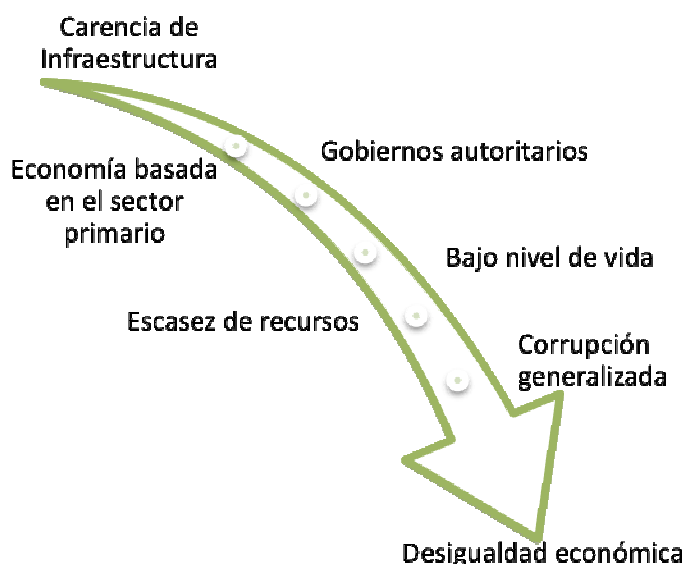 Carencia de
Infraestructura
Gobiernos autoritarios
Economía basada
en el sector
primario
Bajo nivel de vida
Escasez de recursos
Corrupción
generalizada
Desigualdad económica